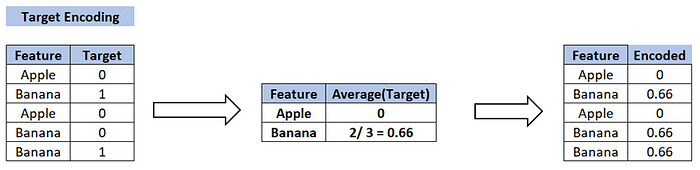 Target Encoding
Feature Target
Apple 0
Banana 1
Apple 0
Banana 0
Banana 1
Feature Average(Target)
Apple 0
Banana 2/ 3 = 0.66
Feature Encoded
Apple 0
Banana 0.66
Apple 0
Banana 0.66
Banana 0.66